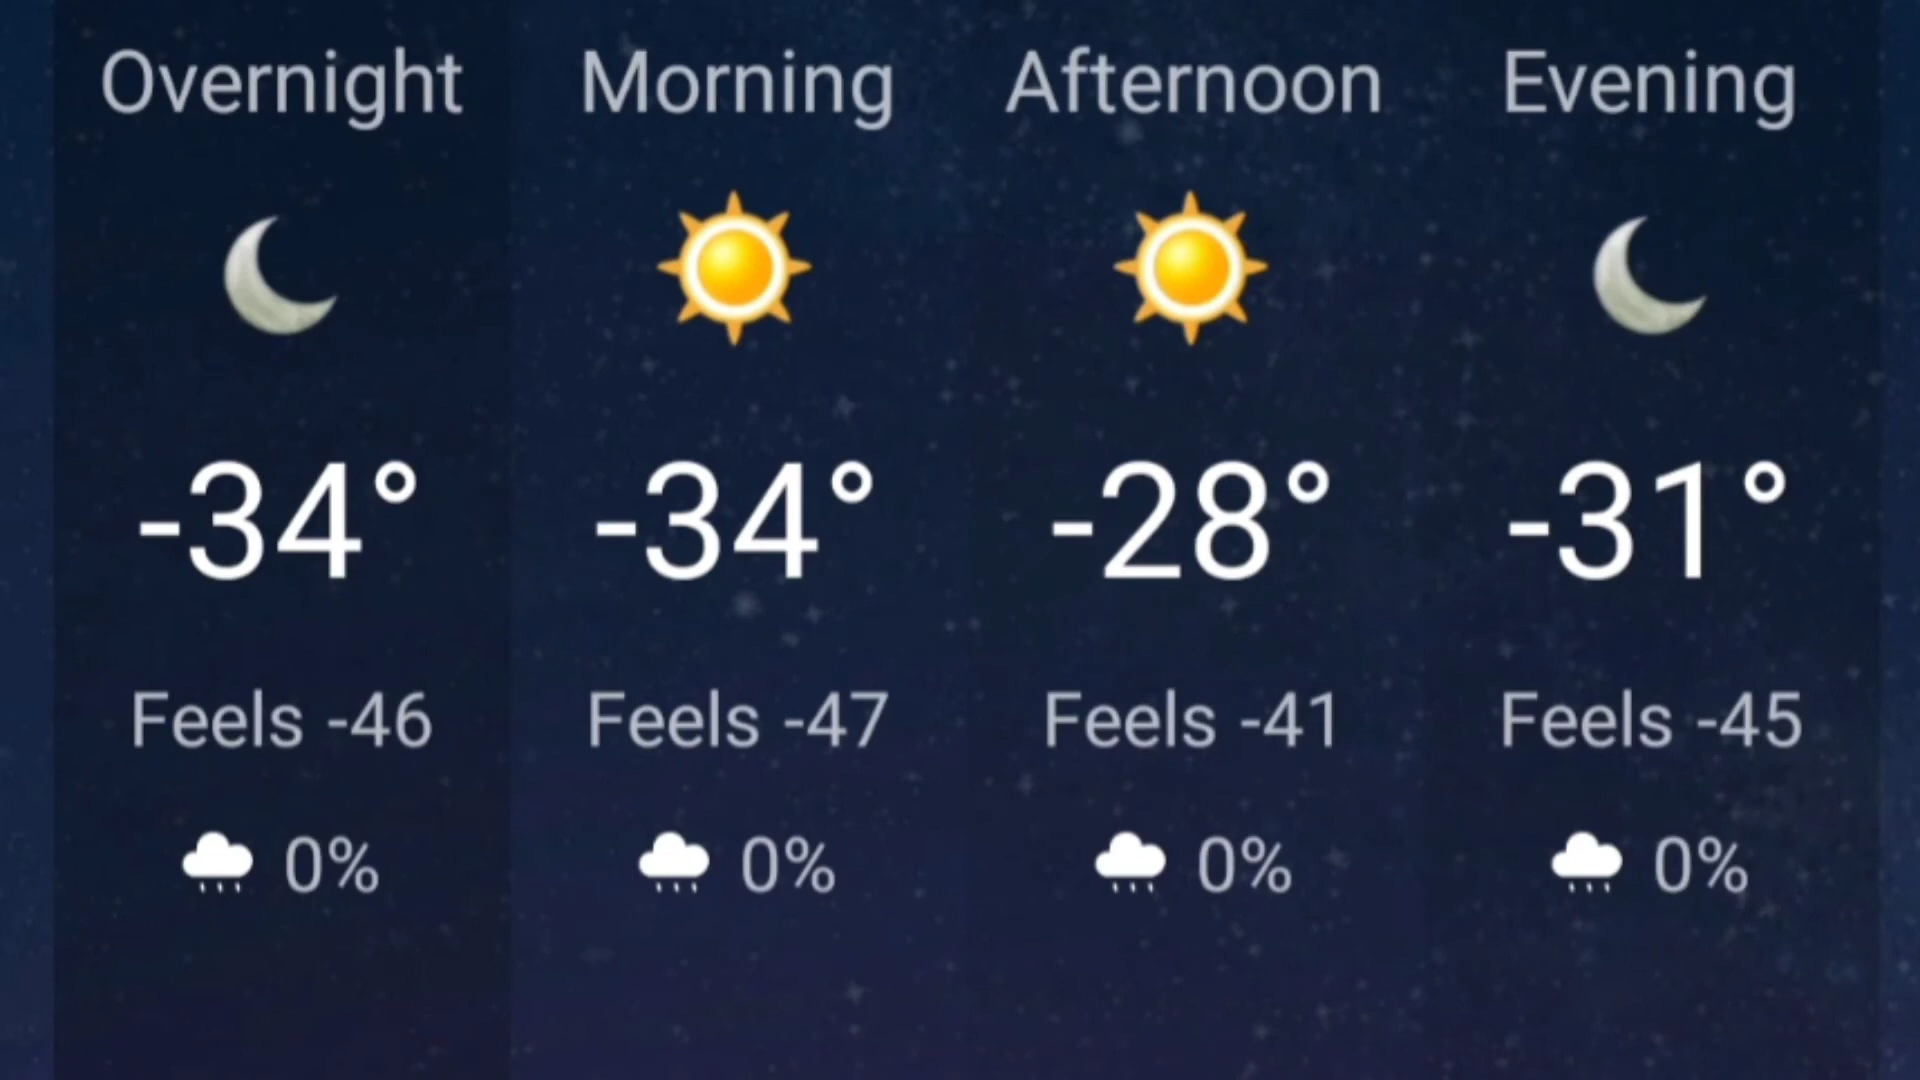 Overnight Morning Afternoon Evening
-34° -34° -28° -31°
Feels -46 Feels -47 Feels -41 Feels -45
0% 0% 0% 0%